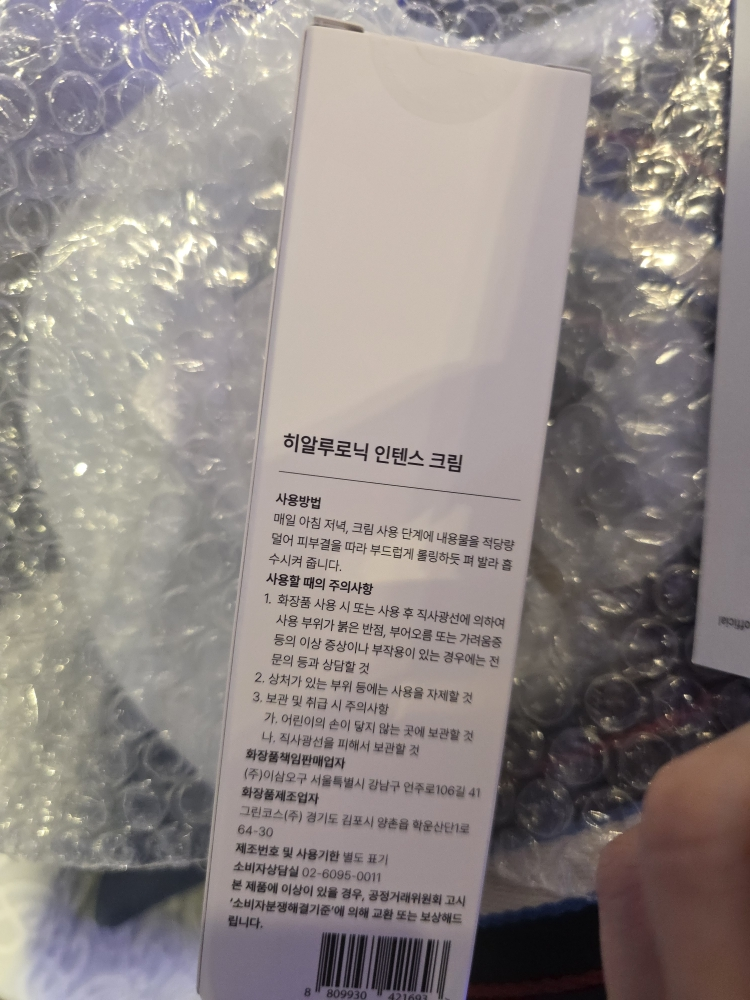 히알루로닉 인텐스 크림
사용방법
매일 아침 저녁, 크림 사용 단계에 내용물을 적당량
덜어 피부결을 따라 부드럽게 롤링하듯 펴 발라 흡
수시켜 줍니다.
사용할 때의 주의사항
1. 화장품 사용 시 또는 사용 후 직사광선에 의하여
사용 부위가 붉은 반점, 부어오름 또는 가려움증
등의 이상 증상이나 부작용이 있는 경우에는 전
문의 등과 상담할 것
2. 상처가 있는 부위 등에는 사용을 자제할 것
3. 보관 및 취급 시 주의사항
가. 어린이의 손이 닿지 않는 곳에 보관할 것
나. 직사광선을 피해서 보관할 것
화장품책임판매업자
(주)이삼오구 서울특별시 강남구 언주로106길 41
화장품제조업자
그린코스(주) 경기도 김포시 양촌읍 학운산단1로
64-30
제조번호 및 사용기한 별도 표기
소비자상담실 02-6095-0011
본 제품에 이상이 있을 경우, 공정거래위원회 고시
'소비자분쟁해결기준'에 의해 교환 또는 보상해드
립니다.
8 809930 421693
official